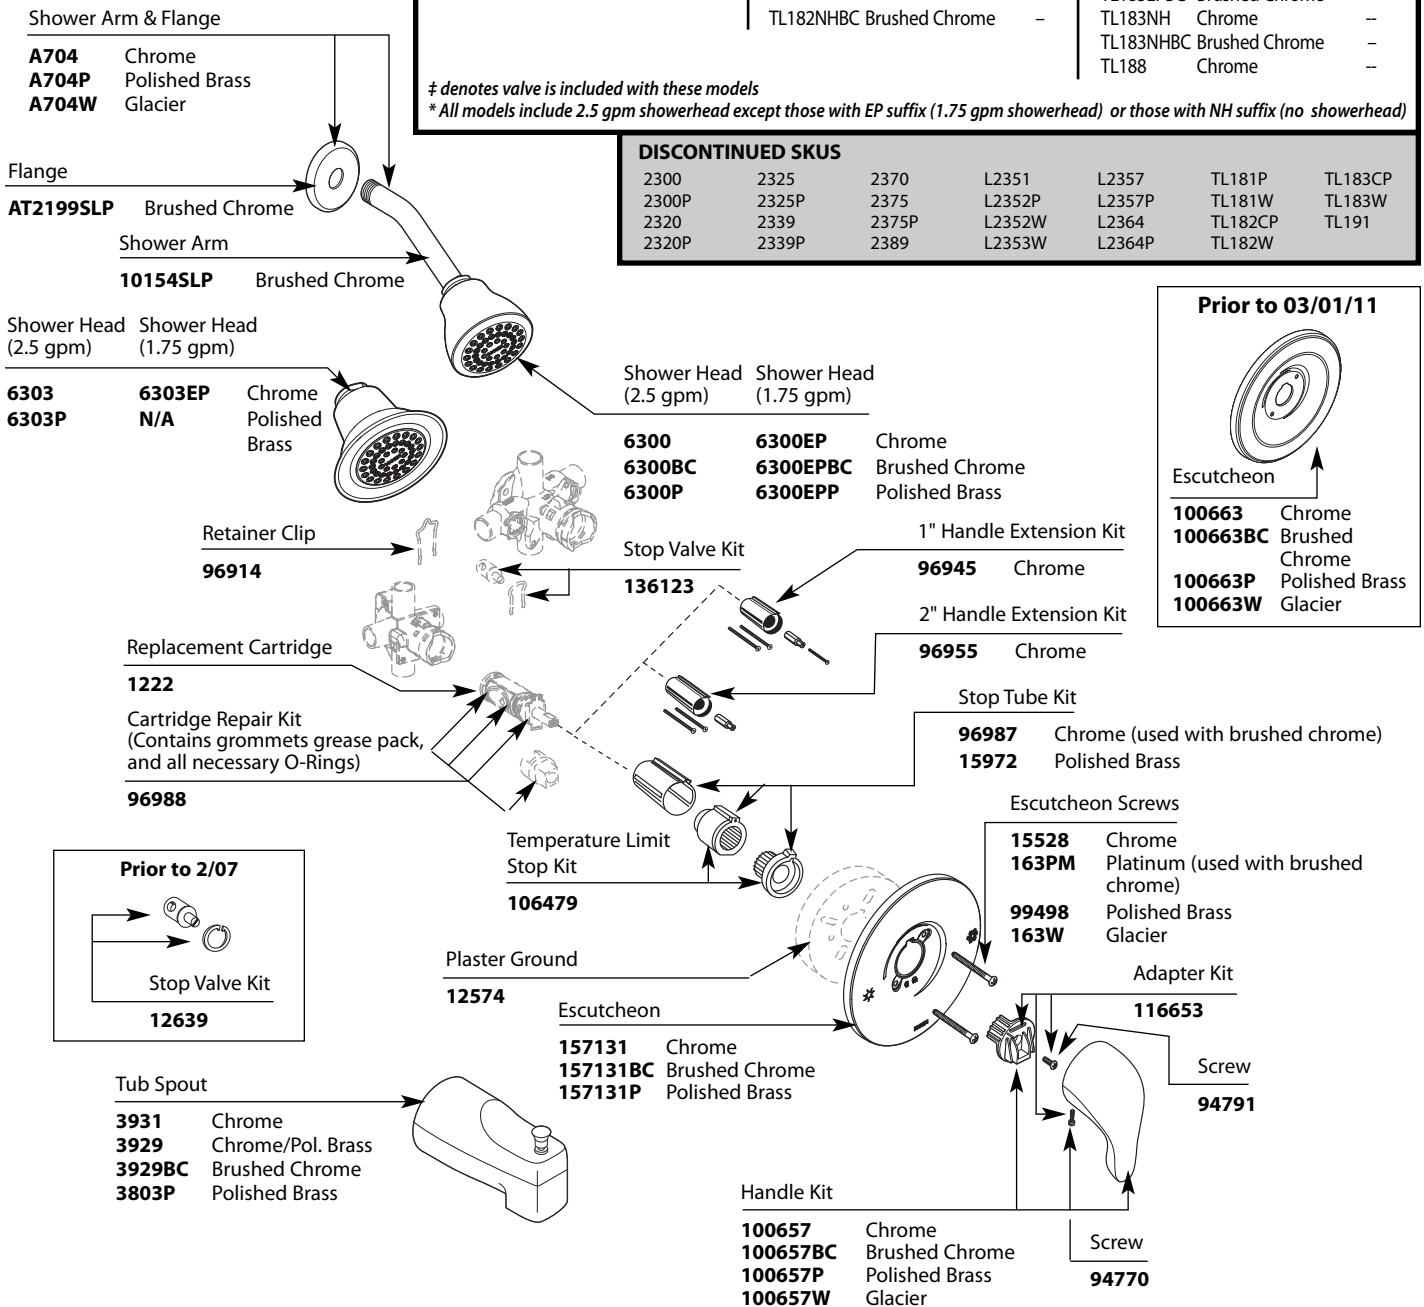 Shower Arm & Flange
A704 Chrome
A704P Polished Brass
A704W Glacier
TL182NHBC Brushed Chrome –
TL183NH Chrome --
TL183NHBC Brushed Chrome –
TL188 Chrome --
‡ denotes valve is included with these models
* All models include 2.5 gpm showerhead except those with EP suffix (1.75 gpm showerhead) or those with NH suffix (no showerhead)
DISCONTINUED SKUS
2300 2325 2370 L2351 L2357 TL181P TL183CP
2300P 2325P 2375 L2352P L2357P TL181W TL183W
2320 2339 2375P L2352W L2364 TL182CP TL191
2320P 2339P 2389 L2353W L2364P TL182W
Flange
AT2199SLP Brushed Chrome
Shower Arm
10154SLP Brushed Chrome
Shower Head Shower Head
(2.5 gpm) (1.75 gpm)
6303 6303EP Chrome
6303P N/A Polished
Brass
Shower Head Shower Head
(2.5 gpm) (1.75 gpm)
6300 6300EP Chrome
6300BC 6300EPBC Brushed Chrome
6300P 6300EPP Polished Brass
Prior to 03/01/11
Escutcheon
100663 Chrome
100663BC Brushed
Chrome
100663P Polished Brass
100663W Glacier
Retainer Clip
96914
Stop Valve Kit
136123
1" Handle Extension Kit
96945 Chrome
2" Handle Extension Kit
96955 Chrome
Replacement Cartridge
1222
Cartridge Repair Kit
(Contains grommets grease pack,
and all necessary O-Rings)
96988
Stop Tube Kit
96987 Chrome (used with brushed chrome)
15972 Polished Brass
Escutcheon Screws
15528 Chrome
163PM Platinum (used with brushed
chrome)
99498 Polished Brass
163W Glacier
Temperature Limit
Stop Kit
106479
Prior to 2/07
Stop Valve Kit
12639
Plaster Ground
12574
Escutcheon
157131 Chrome
157131BC Brushed Chrome
157131P Polished Brass
Adapter Kit
116653
Screw
94791
Tub Spout
3931 Chrome
3929 Chrome/Pol. Brass
3929BC Brushed Chrome
3803P Polished Brass
Handle Kit
100657 Chrome
100657BC Brushed Chrome
100657P Polished Brass
100657W Glacier
Screw
94770